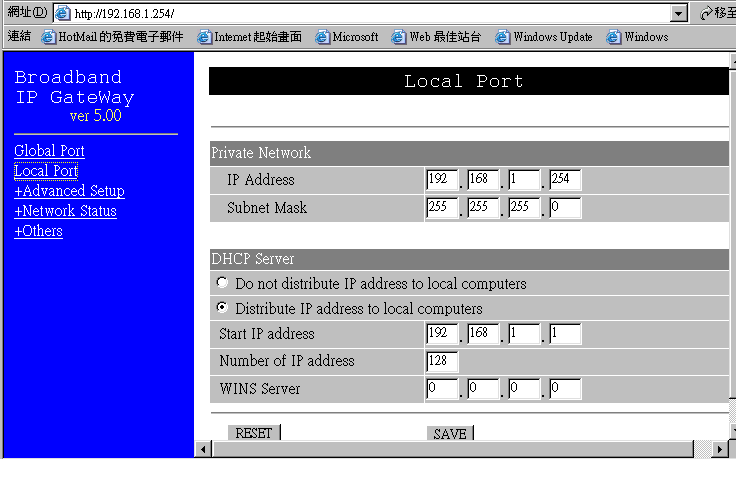 網址(D) http://192.168.1.254/ 移至
連結 HotMail 的免費電子郵件 Internet 起始畫面 Microsoft Web 最佳站台 Windows Update Windows
Broadband
IP GateWay
ver 5.00
Global Port
Local Port
+Advanced Setup
+Network Status
+Others
Local Port
Private Network
IP Address 192 . 168 . 1 . 254
Subnet Mask 255 . 255 . 255 . 0
DHCP Server
Do not distribute IP address to local computers
Distribute IP address to local computers
Start IP address 192 . 168 . 1 . 1
Number of IP address 128
WINS Server 0 . 0 . 0 . 0
RESET SAVE